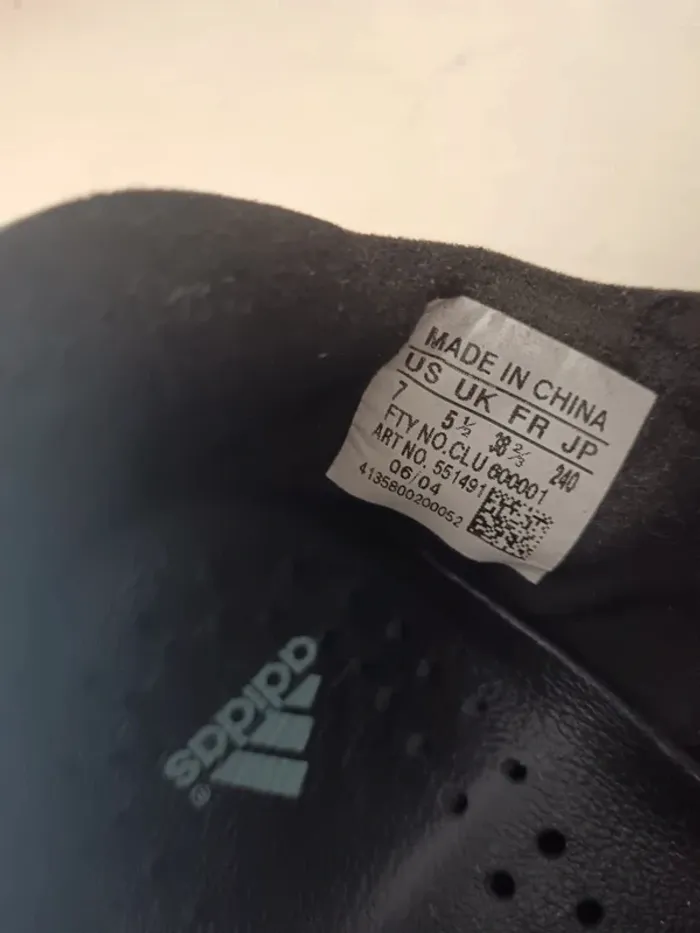 MADE IN CHINA
US UK FR JP
7 5½ 38⅔ 240
FTY NO.CLU 600001
ART NO. 551491
06/04
4135800200052
adidas®